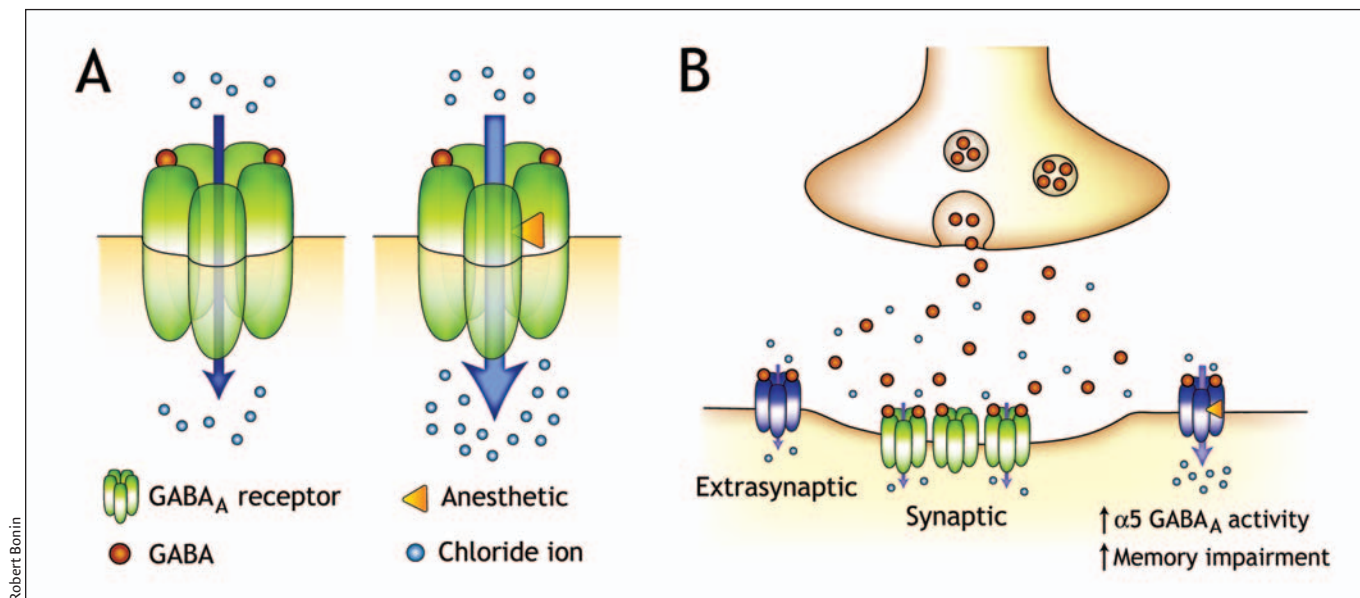 A
GABAA receptor
GABA
Anesthetic
Chloride ion
B
Extrasynaptic
Synaptic
↑ α5 GABAA activity
↑ Memory impairment
Robert Bonin